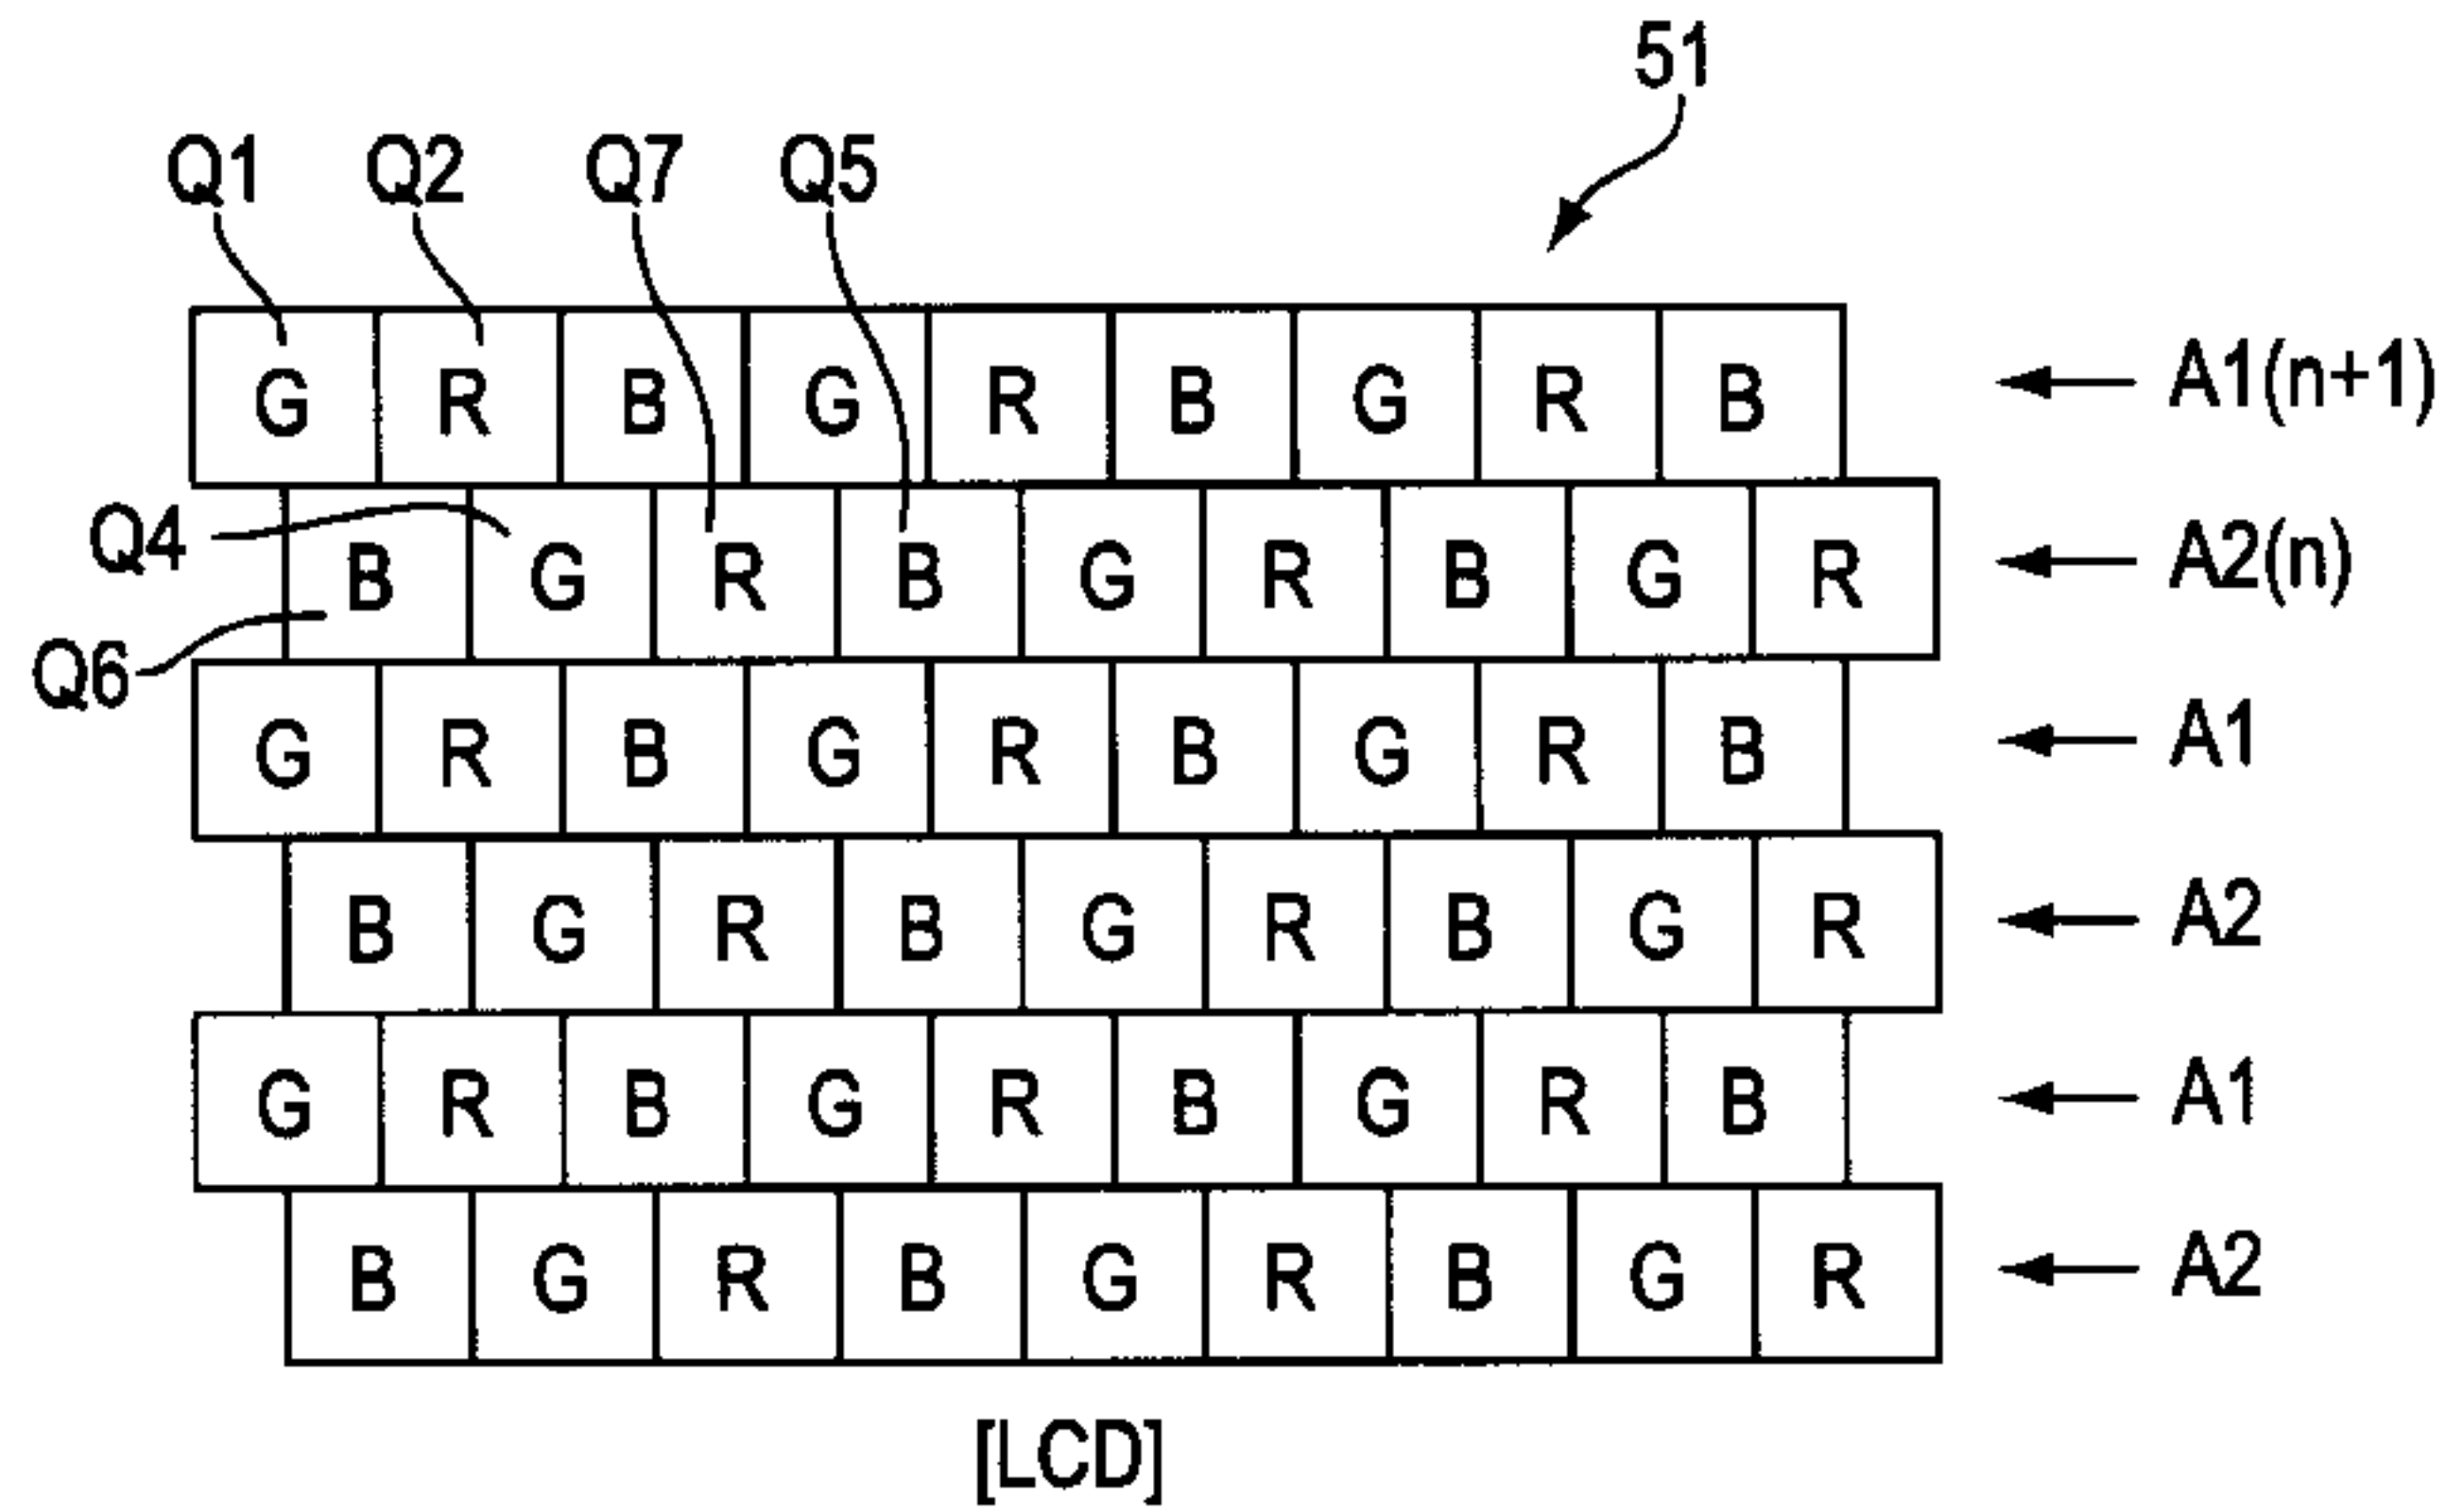 51
Q1 Q2 Q7 Q5
G R B G R B G R B A1(n+1)
Q4 B G R B G R B G R A2(n)
Q6
G R B G R B G R B A1
B G R B G R B G R A2
G R B G R B G R B A1
B G R B G R B G R A2
[LCD]